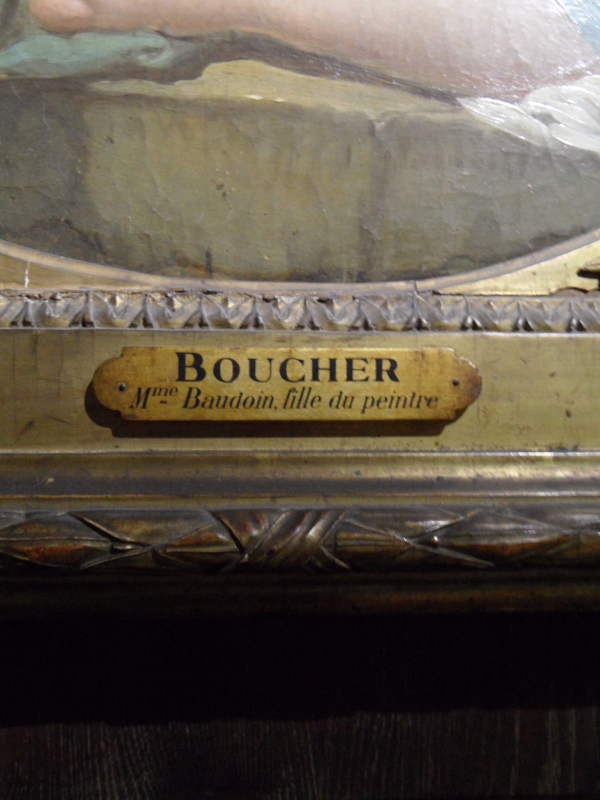 BOUCHER
Mme Baudoin, fille du peintre